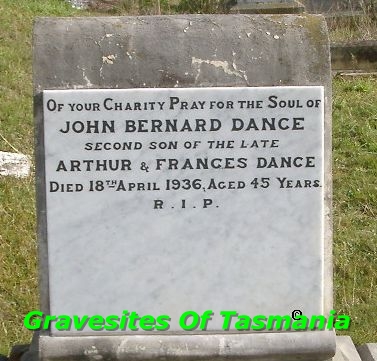 Of your Charity Pray for the Soul of
JOHN BERNARD DANCE
SECOND SON OF THE LATE
ARTHUR & FRANCES DANCE
Died 18TH April 1936, Aged 45 Years.
R. I. P.
©
Gravesites Of Tasmania